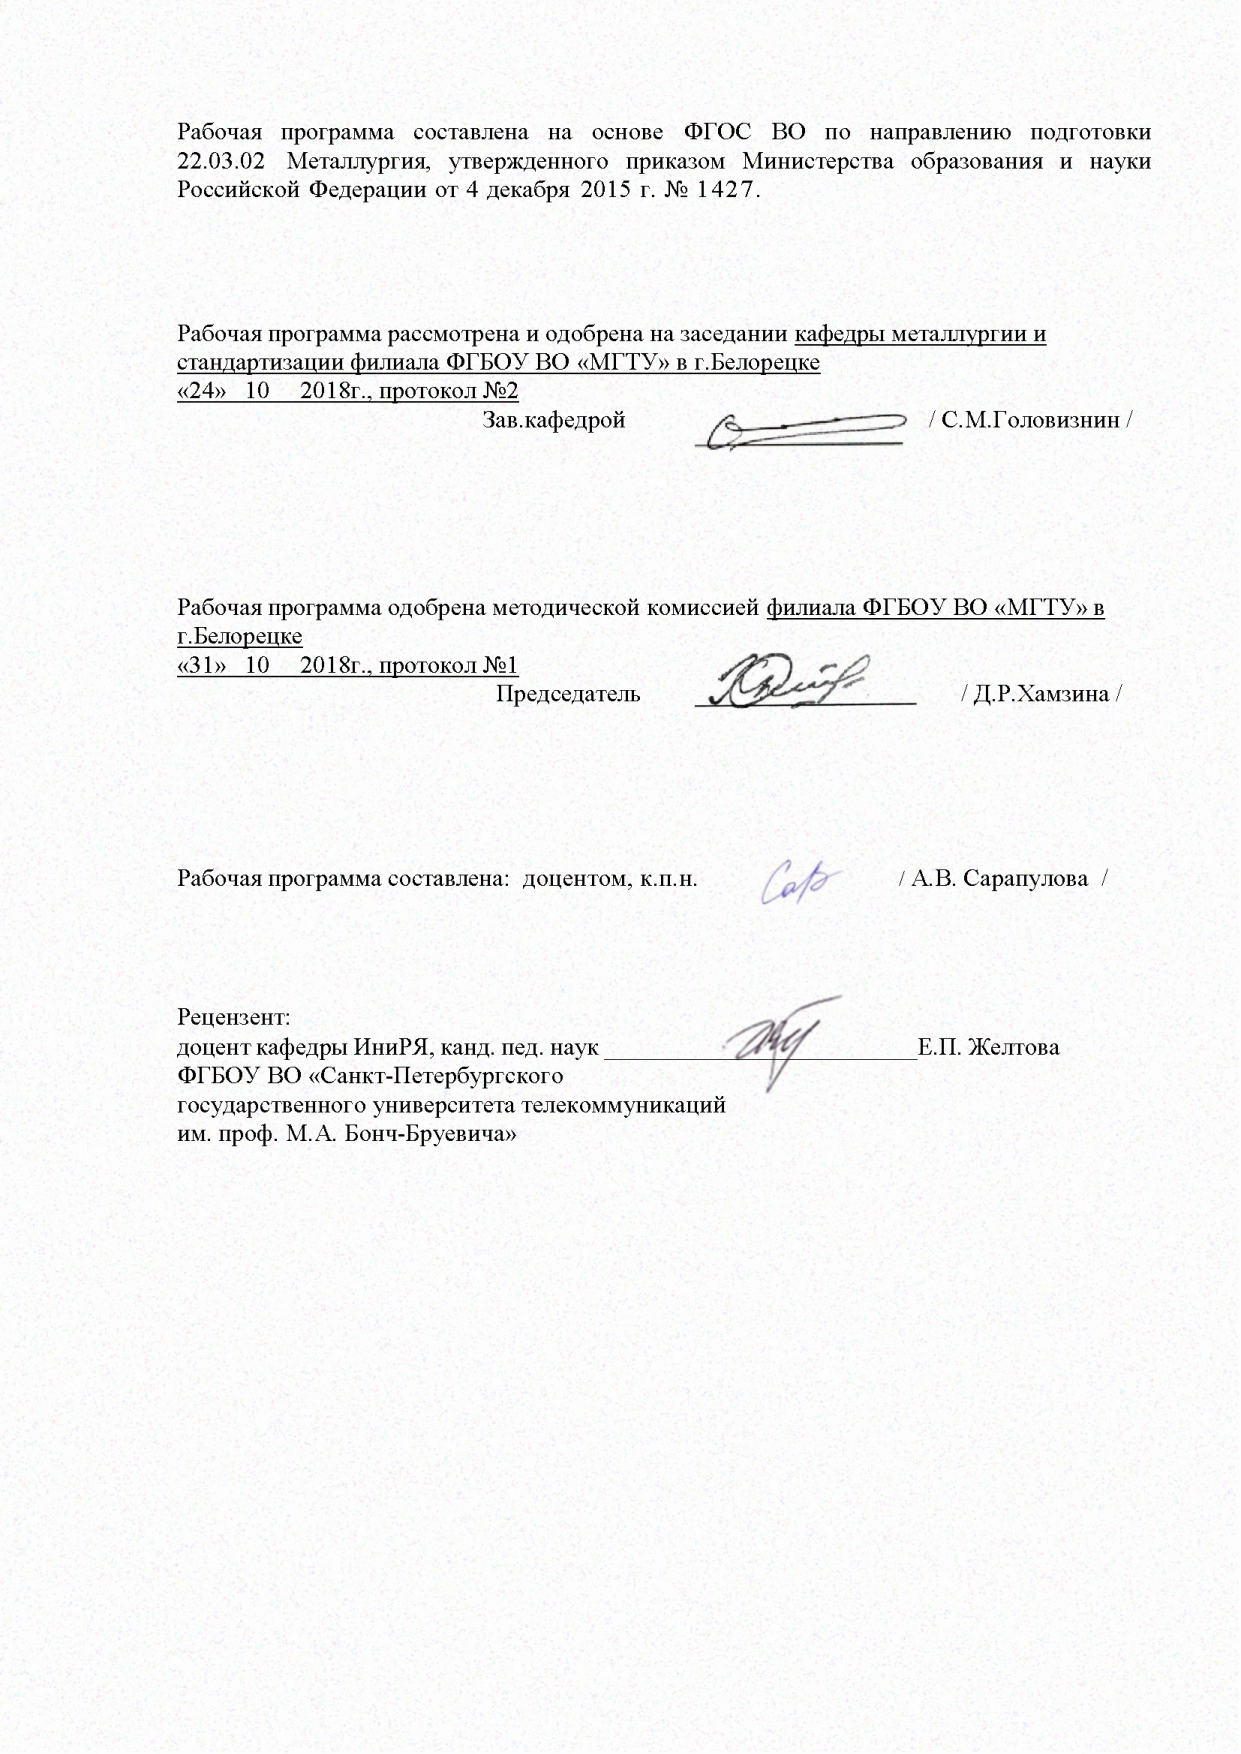 Рабочая программа составлена на основе ФГОС ВО по направлению подготовки
22.03.02 Металлургия, утвержденного приказом Министерства образования и науки
Российской Федерации от 4 декабря 2015 г. № 1427.
Рабочая программа рассмотрена и одобрена на заседании кафедры металлургии и
стандартизации филиала ФГБОУ ВО «МГТУ» в г.Белорецке
«24» 10 2018г., протокол №2
Зав.кафедрой / С.М.Головизнин /
Рабочая программа одобрена методической комиссией филиала ФГБОУ ВО «МГТУ» в
г.Белорецке
«31» 10 2018г., протокол №1
Председатель / Д.Р.Хамзина /
Рабочая программа составлена: доцентом, к.п.н. / А.В. Сарапулова /
Рецензент:
доцент кафедры ИниРЯ, канд. пед. наук __________________________Е.П. Желтова
ФГБОУ ВО «Санкт-Петербургского
государственного университета телекоммуникаций
им. проф. М.А. Бонч-Бруевича»